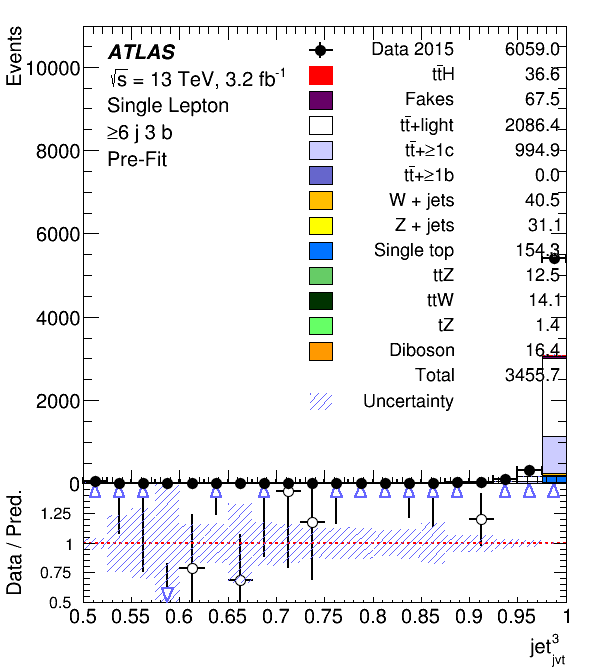 Events
10000
8000
6000
4000
2000
0
ATLAS
√s = 13 TeV, 3.2 fb⁻¹
Single Lepton
≥6 j 3 b
Pre-Fit
Data 2015 6059.0
tt̄H 36.6
Fakes 67.5
tt̄+light 2086.4
tt̄+≥1c 994.9
tt̄+≥1b 0.0
W + jets 40.5
Z + jets 31.1
Single top 154.3
ttZ 12.5
ttW 14.1
tZ 1.4
Diboson 16.4
Total 3455.7
Uncertainty
Data / Pred.
1.25
1
0.75
0.5
0.5 0.55 0.6 0.65 0.7 0.75 0.8 0.85 0.9 0.95 1
jet³jvt